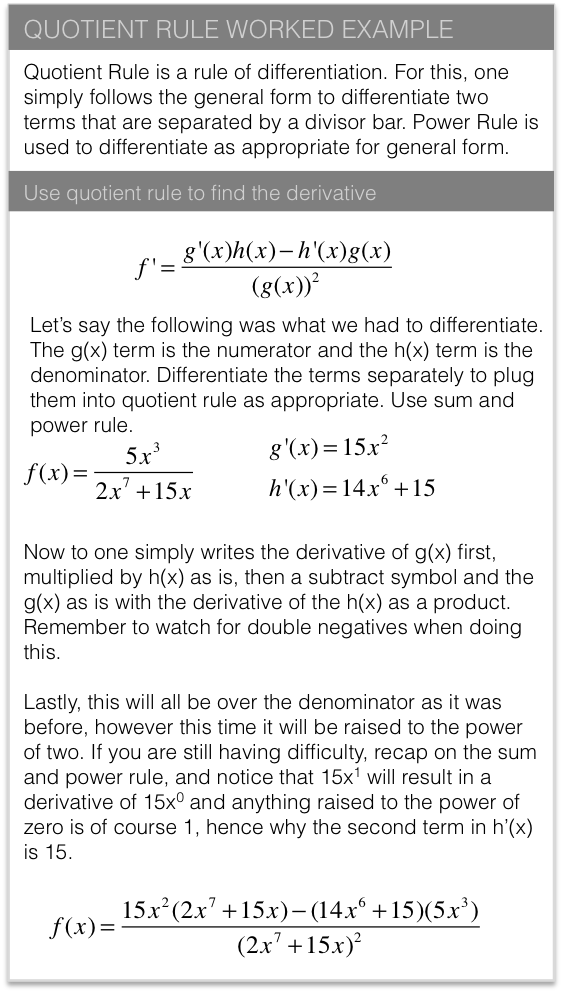 QUOTIENT RULE WORKED EXAMPLE
Quotient Rule is a rule of differentiation. For this, one
simply follows the general form to differentiate two
terms that are separated by a divisor bar. Power Rule is
used to differentiate as appropriate for general form.
Use quotient rule to find the derivative
f' = \frac{g'(x)h(x) - h'(x)g(x)}{(g(x))^2}
Let's say the following was what we had to differentiate.
The g(x) term is the numerator and the h(x) term is the
denominator. Differentiate the terms separately to plug
them into quotient rule as appropriate. Use sum and
power rule.
f(x) = \frac{5x^3}{2x^7 + 15x}
g'(x) = 15x^2
h'(x) = 14x^6 + 15
Now to one simply writes the derivative of g(x) first,
multiplied by h(x) as is, then a subtract symbol and the
g(x) as is with the derivative of the h(x) as a product.
Remember to watch for double negatives when doing
this.
Lastly, this will all be over the denominator as it was
before, however this time it will be raised to the power
of two. If you are still having difficulty, recap on the sum
and power rule, and notice that 15x^1 will result in a
derivative of 15x^0 and anything raised to the power of
zero is of course 1, hence why the second term in h'(x)
is 15.
f(x) = \frac{15x^2(2x^7 + 15x) - (14x^6 + 15)(5x^3)}{(2x^7 + 15x)^2}